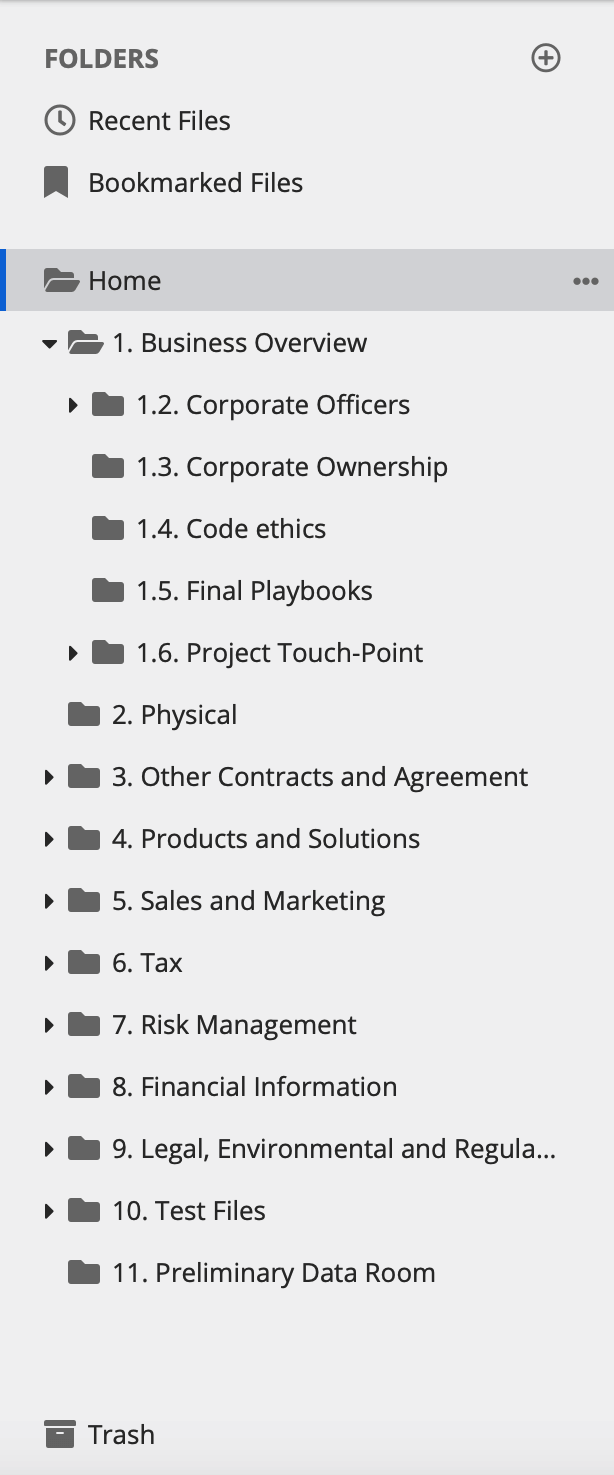 FOLDERS
Recent Files
Bookmarked Files
Home
1. Business Overview
1.2. Corporate Officers
1.3. Corporate Ownership
1.4. Code ethics
1.5. Final Playbooks
1.6. Project Touch-Point
2. Physical
3. Other Contracts and Agreement
4. Products and Solutions
5. Sales and Marketing
6. Tax
7. Risk Management
8. Financial Information
9. Legal, Environmental and Regula...
10. Test Files
11. Preliminary Data Room
Trash